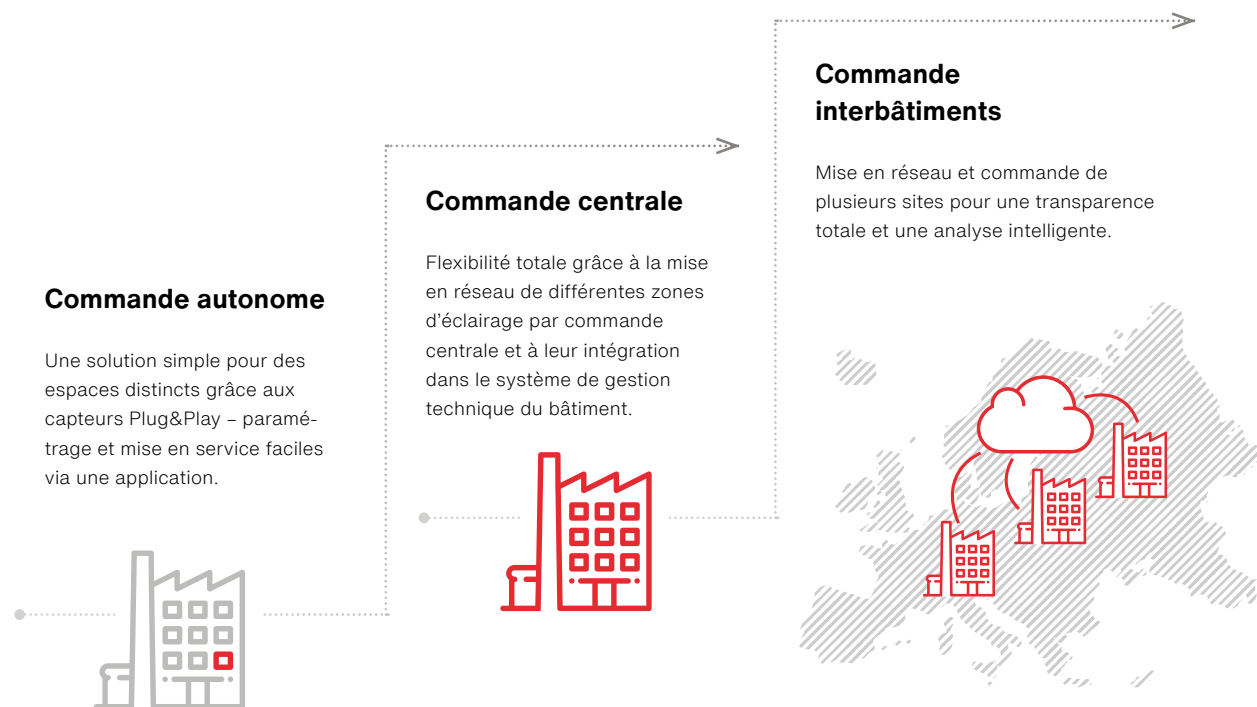 Commande autonome
Une solution simple pour des
espaces distincts grâce aux
capteurs Plug&Play – paramé-
trage et mise en service faciles
via une application.
Commande centrale
Flexibilité totale grâce à la mise
en réseau de différentes zones
d’éclairage par commande
centrale et à leur intégration
dans le système de gestion
technique du bâtiment.
Commande
interbâtiments
Mise en réseau et commande de
plusieurs sites pour une transparence
totale et une analyse intelligente.